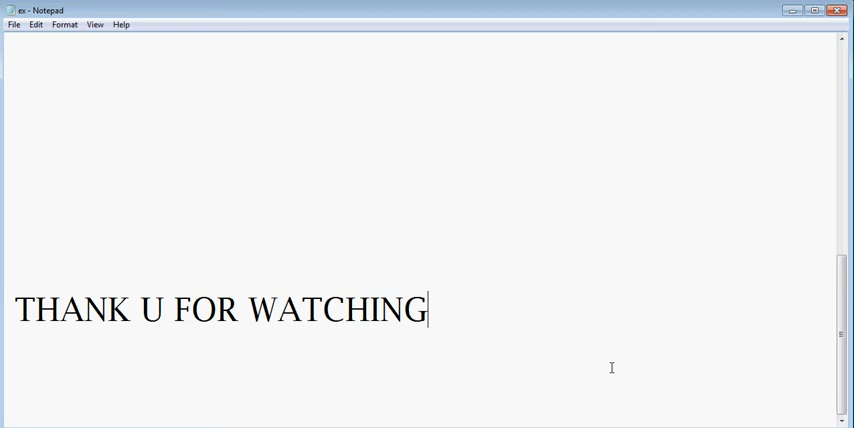 ex - Notepad
File Edit Format View Help
THANK U FOR WATCHING